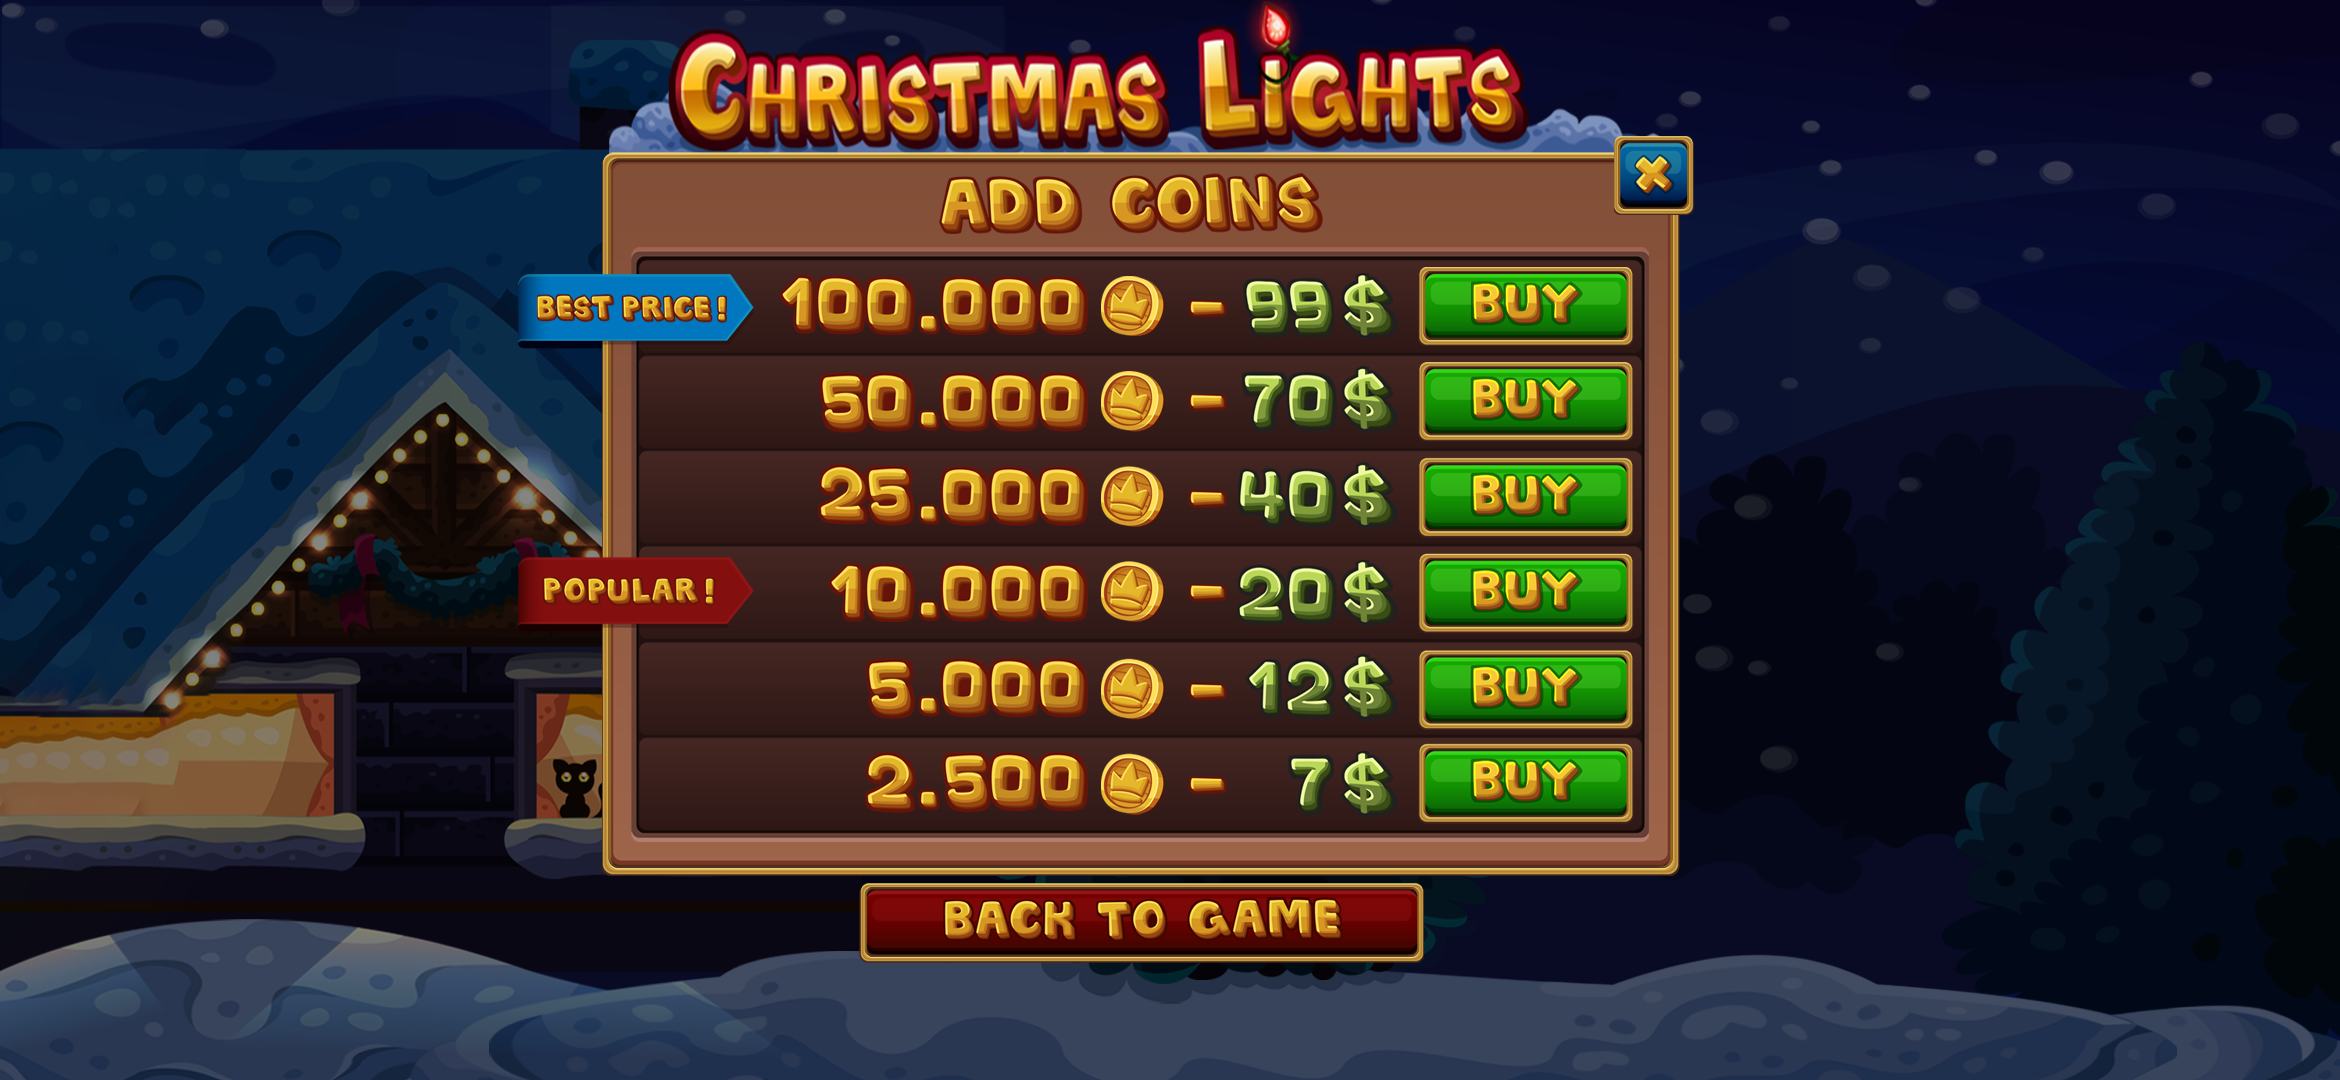 CHRISTMAS LIGHTS
ADD COINS
BEST PRICE! 100.000 - 99 $ BUY
50.000 - 70 $ BUY
25.000 - 40 $ BUY
POPULAR! 10.000 - 20 $ BUY
5.000 - 12 $ BUY
2.500 - 7 $ BUY
BACK TO GAME